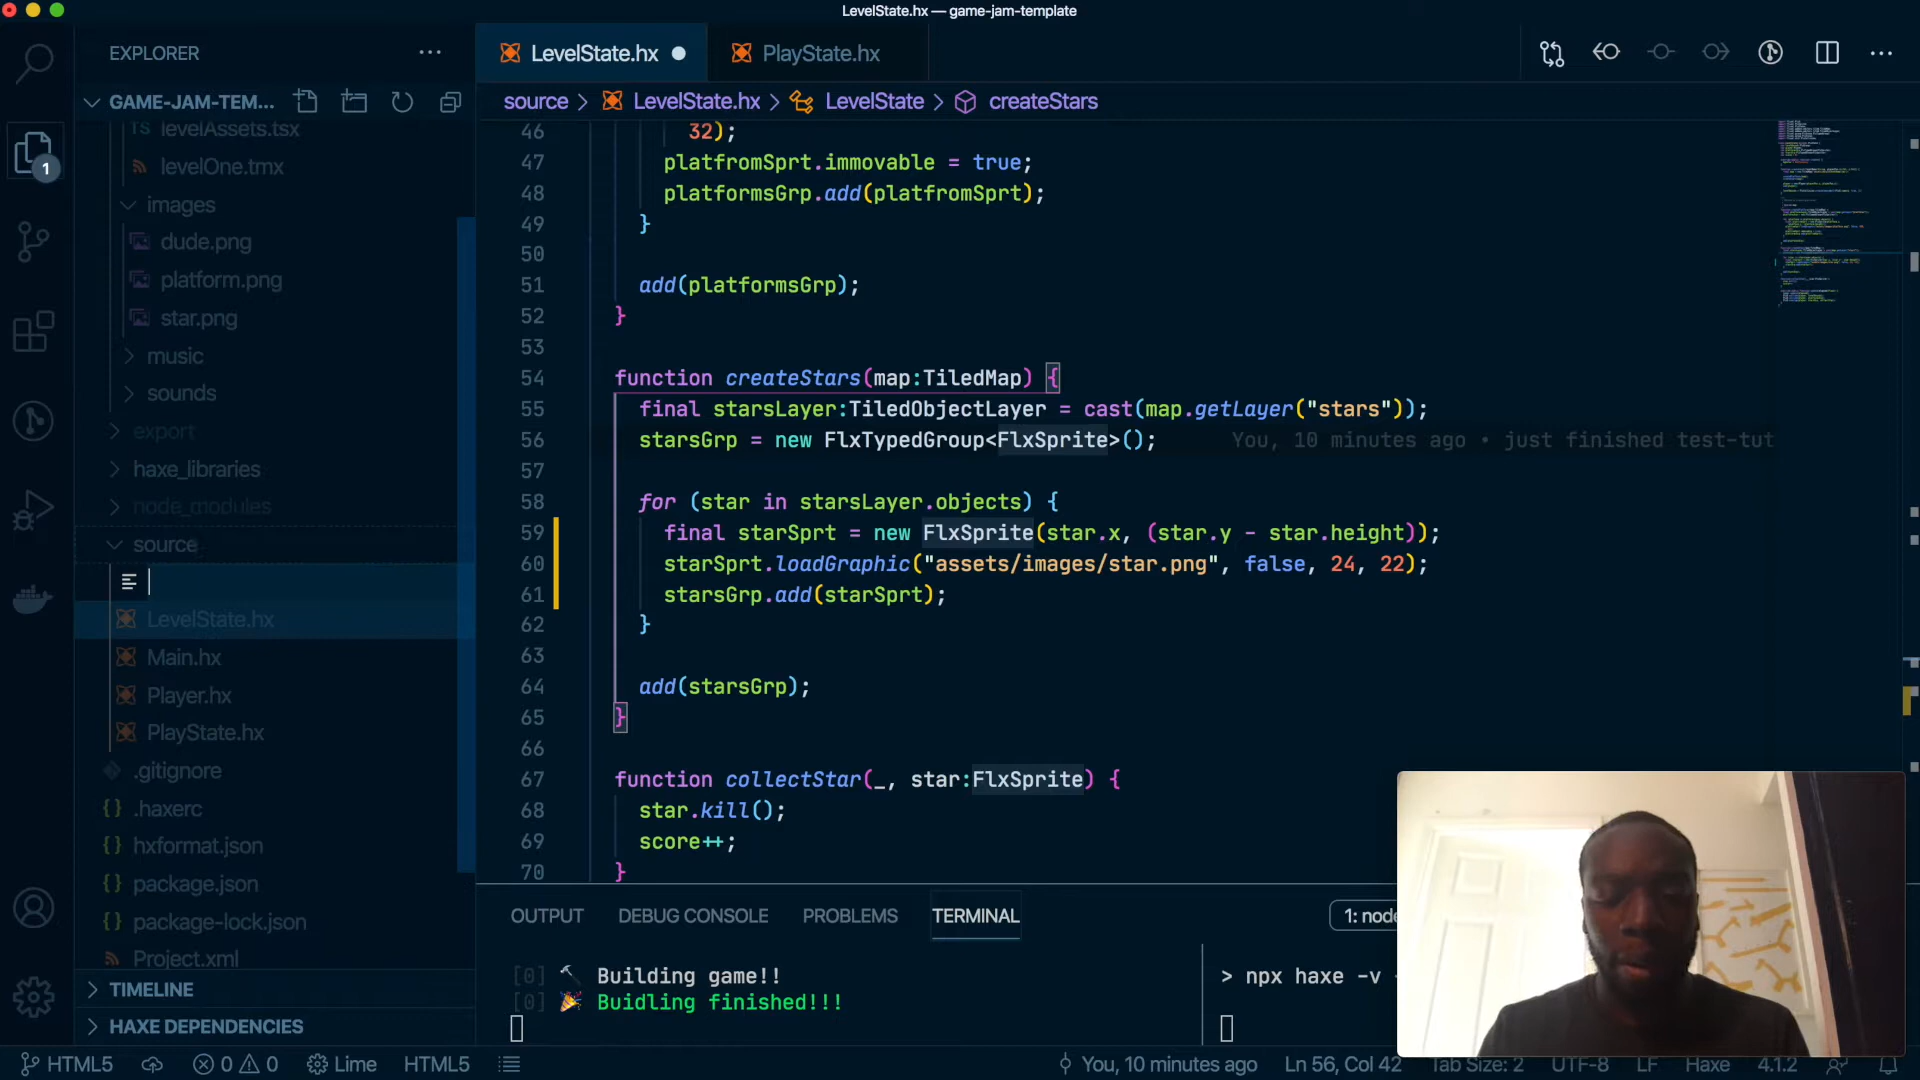 LevelState.hx — game-jam-template
EXPLORER
GAME-JAM-TEM...
TS levelAssets.tsx
levelOne.tmx
images
dude.png
platform.png
star.png
music
sounds
export
haxe_libraries
node_modules
source
LevelState.hx
Main.hx
Player.hx
PlayState.hx
.gitignore
{} .haxerc
{} hxformat.json
{} package.json
{} package-lock.json
Project.xml
TIMELINE
HAXE DEPENDENCIES
1
LevelState.hx
PlayState.hx
source > LevelState.hx > LevelState > createStars
46 32);
47 platfromSprt.immovable = true;
48 platformsGrp.add(platfromSprt);
49 }
50
51 add(platformsGrp);
52 }
53
54 function createStars(map:TiledMap) {
55 final starsLayer:TiledObjectLayer = cast(map.getLayer("stars"));
56 starsGrp = new FlxTypedGroup<FlxSprite>(); You, 10 minutes ago • just finished test-tut
57
58 for (star in starsLayer.objects) {
59 final starSprt = new FlxSprite(star.x, (star.y - star.height));
60 starSprt.loadGraphic("assets/images/star.png", false, 24, 22);
61 starsGrp.add(starSprt);
62 }
63
64 add(starsGrp);
65 }
66
67 function collectStar(_, star:FlxSprite) {
68 star.kill();
69 score++;
70 }
OUTPUT DEBUG CONSOLE PROBLEMS TERMINAL 1: node
[0] Building game!!
[0] Buidling finished!!!
> npx haxe -v
HTML5 0 0 Lime HTML5 You, 10 minutes ago Ln 56, Col 42 Tab Size: 2 UTF-8 LF Haxe 4.1.2